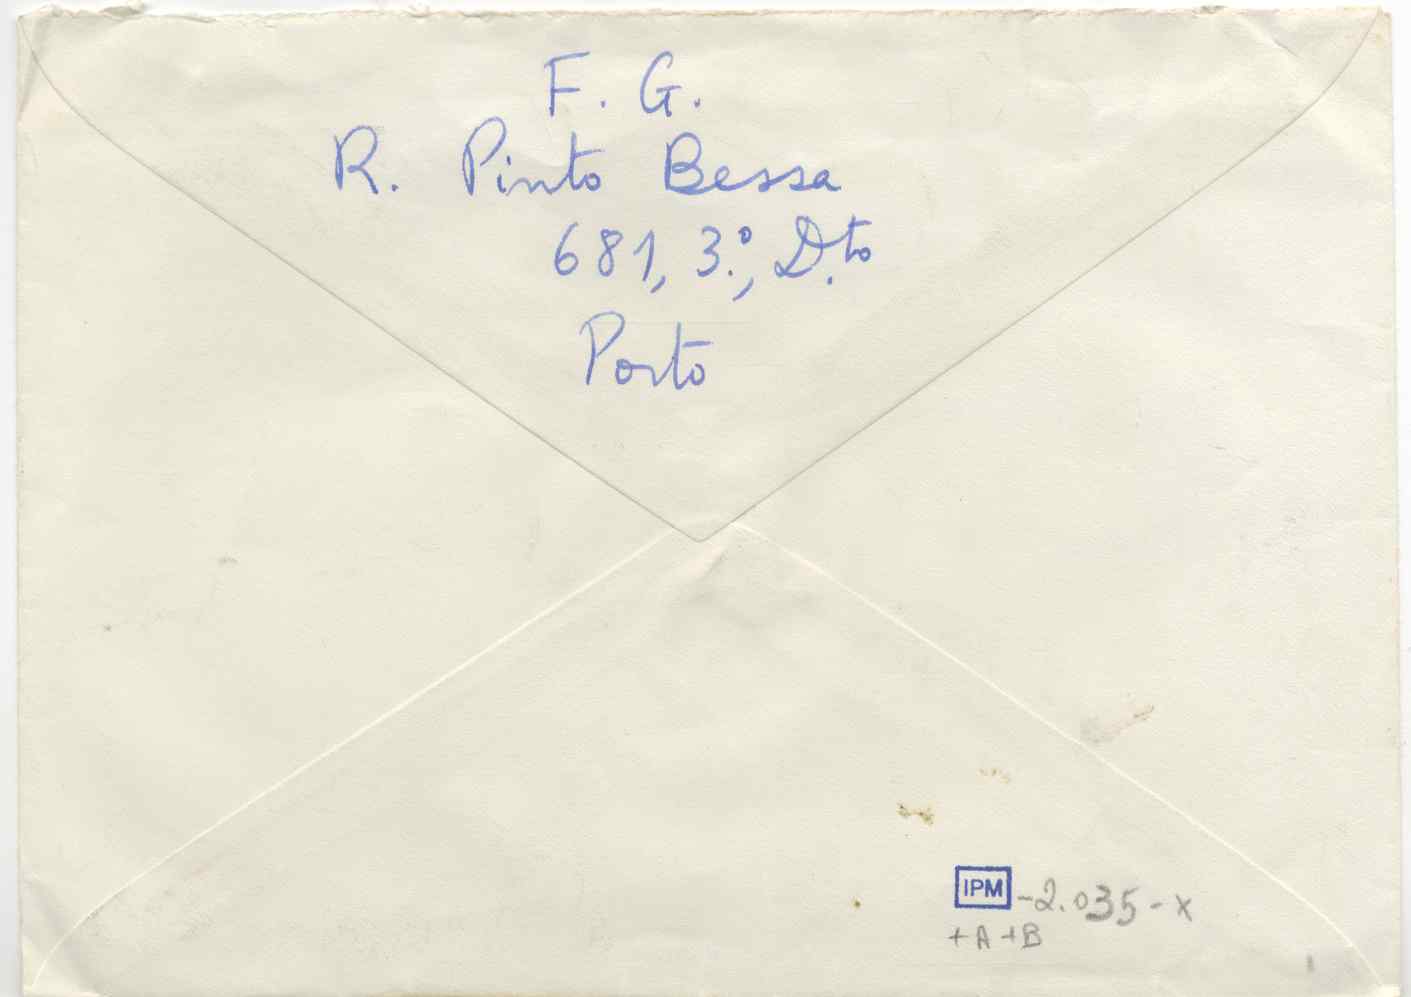 F. G.
R. Pinto Bessa
681, 3.º, D.to
Porto
IPM -2.035-X
+A +B